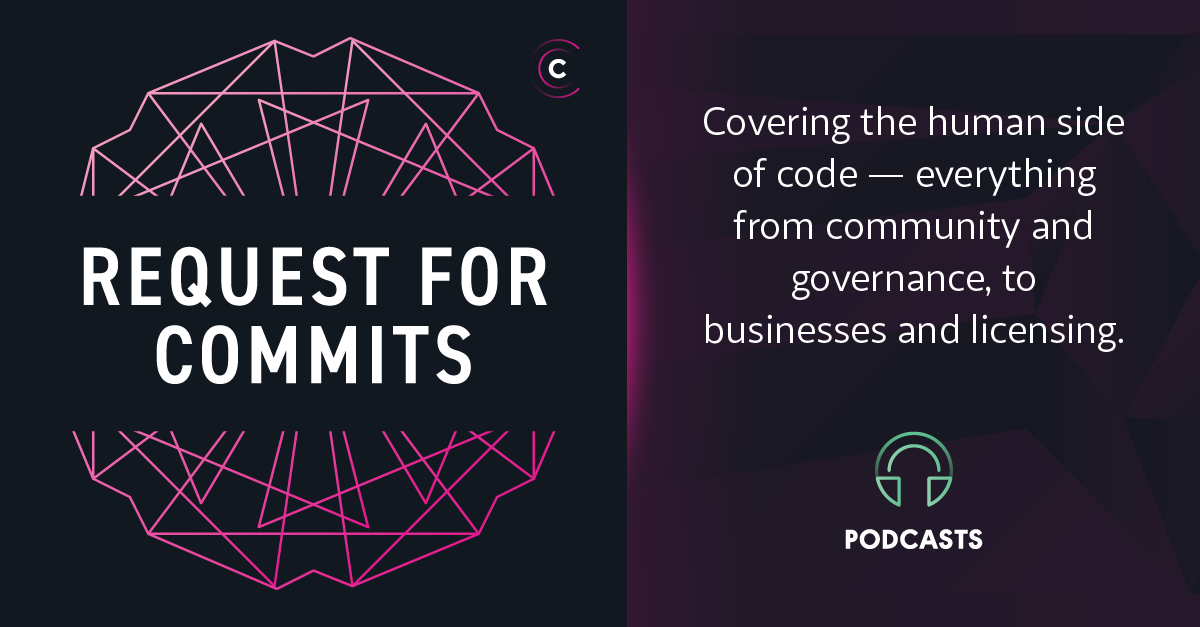 C
REQUEST FOR
COMMITS
Covering the human side
of code — everything
from community and
governance, to
businesses and licensing.
PODCASTS